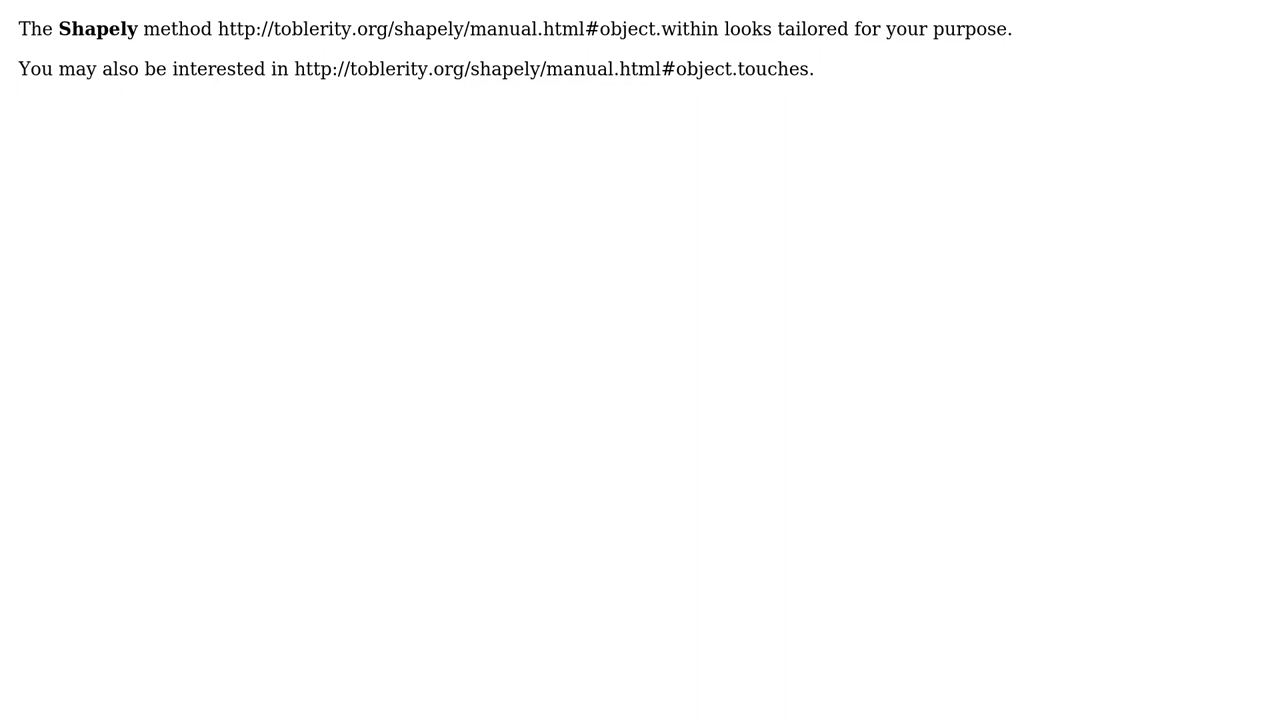 The Shapely method http://toblerity.org/shapely/manual.html#object.within looks tailored for your purpose.
You may also be interested in http://toblerity.org/shapely/manual.html#object.touches.